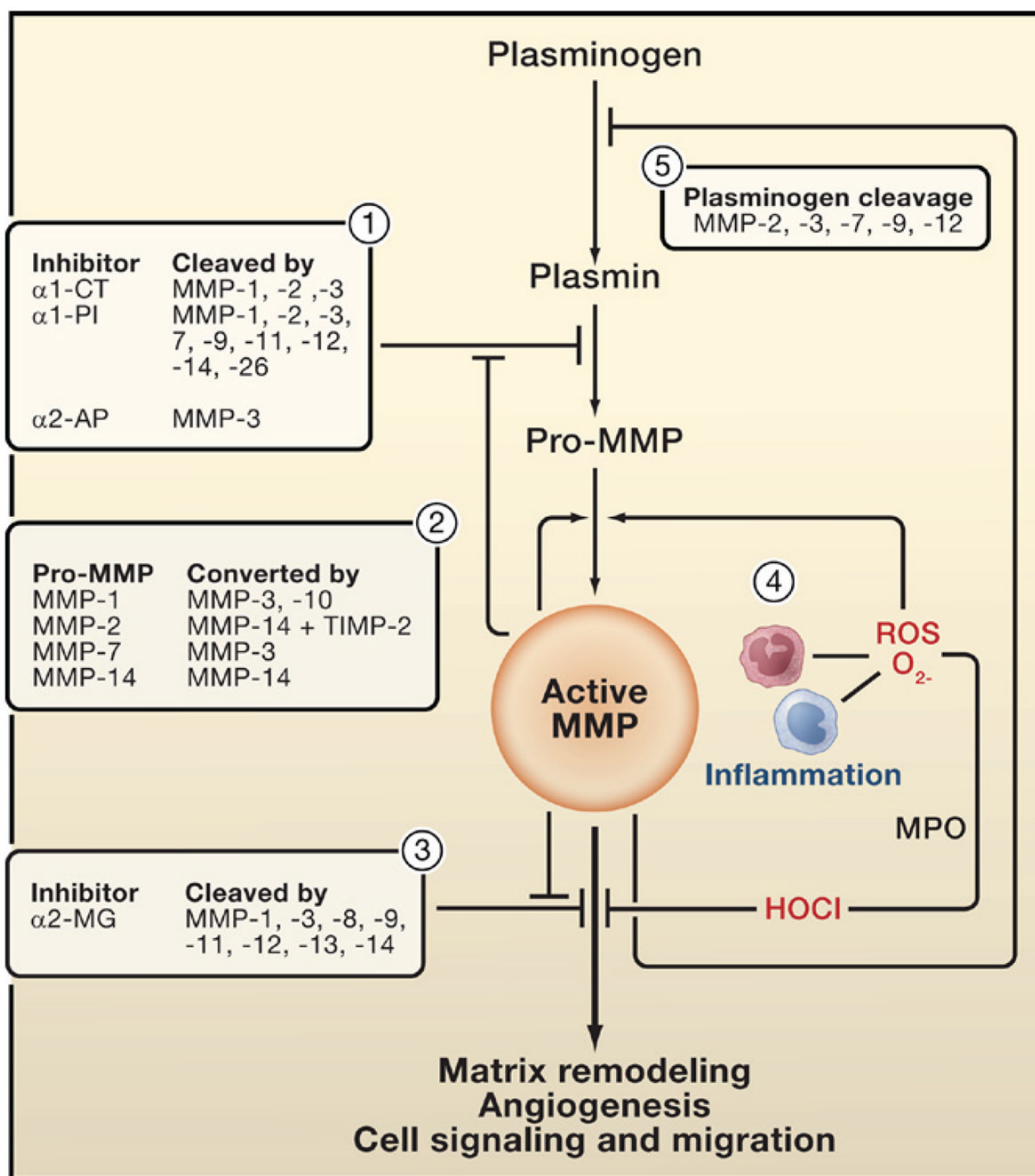 Plasminogen
5
Plasminogen cleavage
MMP-2, -3, -7, -9, -12
1
Inhibitor Cleaved by
α1-CT MMP-1, -2 ,-3
α1-PI MMP-1, -2, -3,
7, -9, -11, -12,
-14, -26
α2-AP MMP-3
Plasmin
Pro-MMP
2
Pro-MMP Converted by
MMP-1 MMP-3, -10
MMP-2 MMP-14 + TIMP-2
MMP-7 MMP-3
MMP-14 MMP-14
4
ROS
O2-
Active
MMP
Inflammation
MPO
3
Inhibitor Cleaved by
α2-MG MMP-1, -3, -8, -9,
-11, -12, -13, -14
HOCl
Matrix remodeling
Angiogenesis
Cell signaling and migration